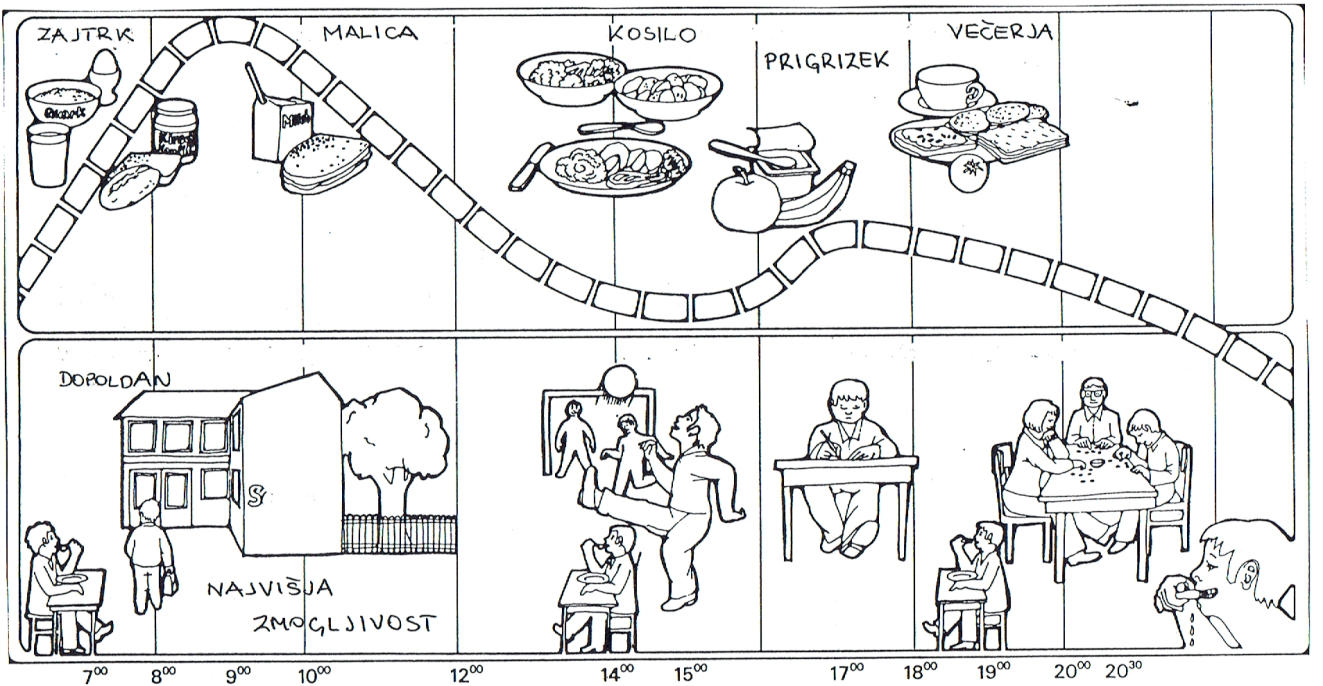 ZAJTRK MALICA KOSILO VEČERJA
PRIGRIZEK
DOPOLDAN
NAJVIŠJA
ZMOGLJIVOST
7⁰⁰ 8⁰⁰ 9⁰⁰ 10⁰⁰ 12⁰⁰ 14⁰⁰ 15⁰⁰ 17⁰⁰ 18⁰⁰ 19⁰⁰ 20⁰⁰ 20³⁰